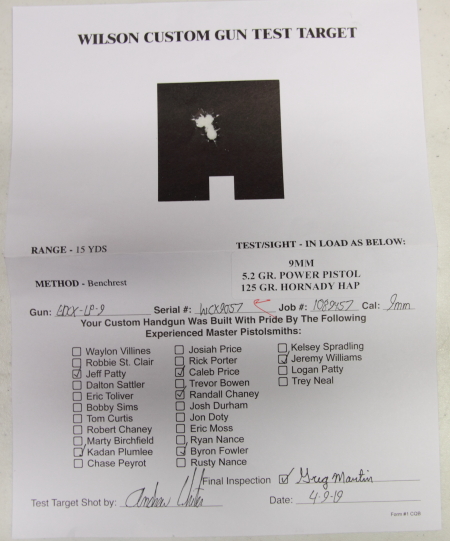 WILSON CUSTOM GUN TEST TARGET
RANGE - 15 YDS
TEST/SIGHT - IN LOAD AS BELOW:
9MM
5.2 GR. POWER PISTOL
125 GR. HORNADY HAP
METHOD - Benchrest
Gun: EDCX-LP-9 Serial #: WCX9057 Job #: 1089457 Cal: 9mm
Your Custom Handgun Was Built With Pride By The Following
Experienced Master Pistolsmiths:
Waylon Villines
Robbie St. Clair
Jeff Patty
Dalton Sattler
Eric Toliver
Bobby Sims
Tom Curtis
Robert Chaney
Marty Birchfield
Kadan Plumlee
Chase Peyrot
Josiah Price
Rick Porter
Caleb Price
Trevor Bowen
Randall Chaney
Josh Durham
Jon Doty
Eric Moss
Ryan Nance
Byron Fowler
Rusty Nance
Kelsey Spradling
Jeremy Williams
Logan Patty
Trey Neal
Final Inspection Greg Martin
Test Target Shot by: Andrew
Date: 4-9-19
Form #1 CQB